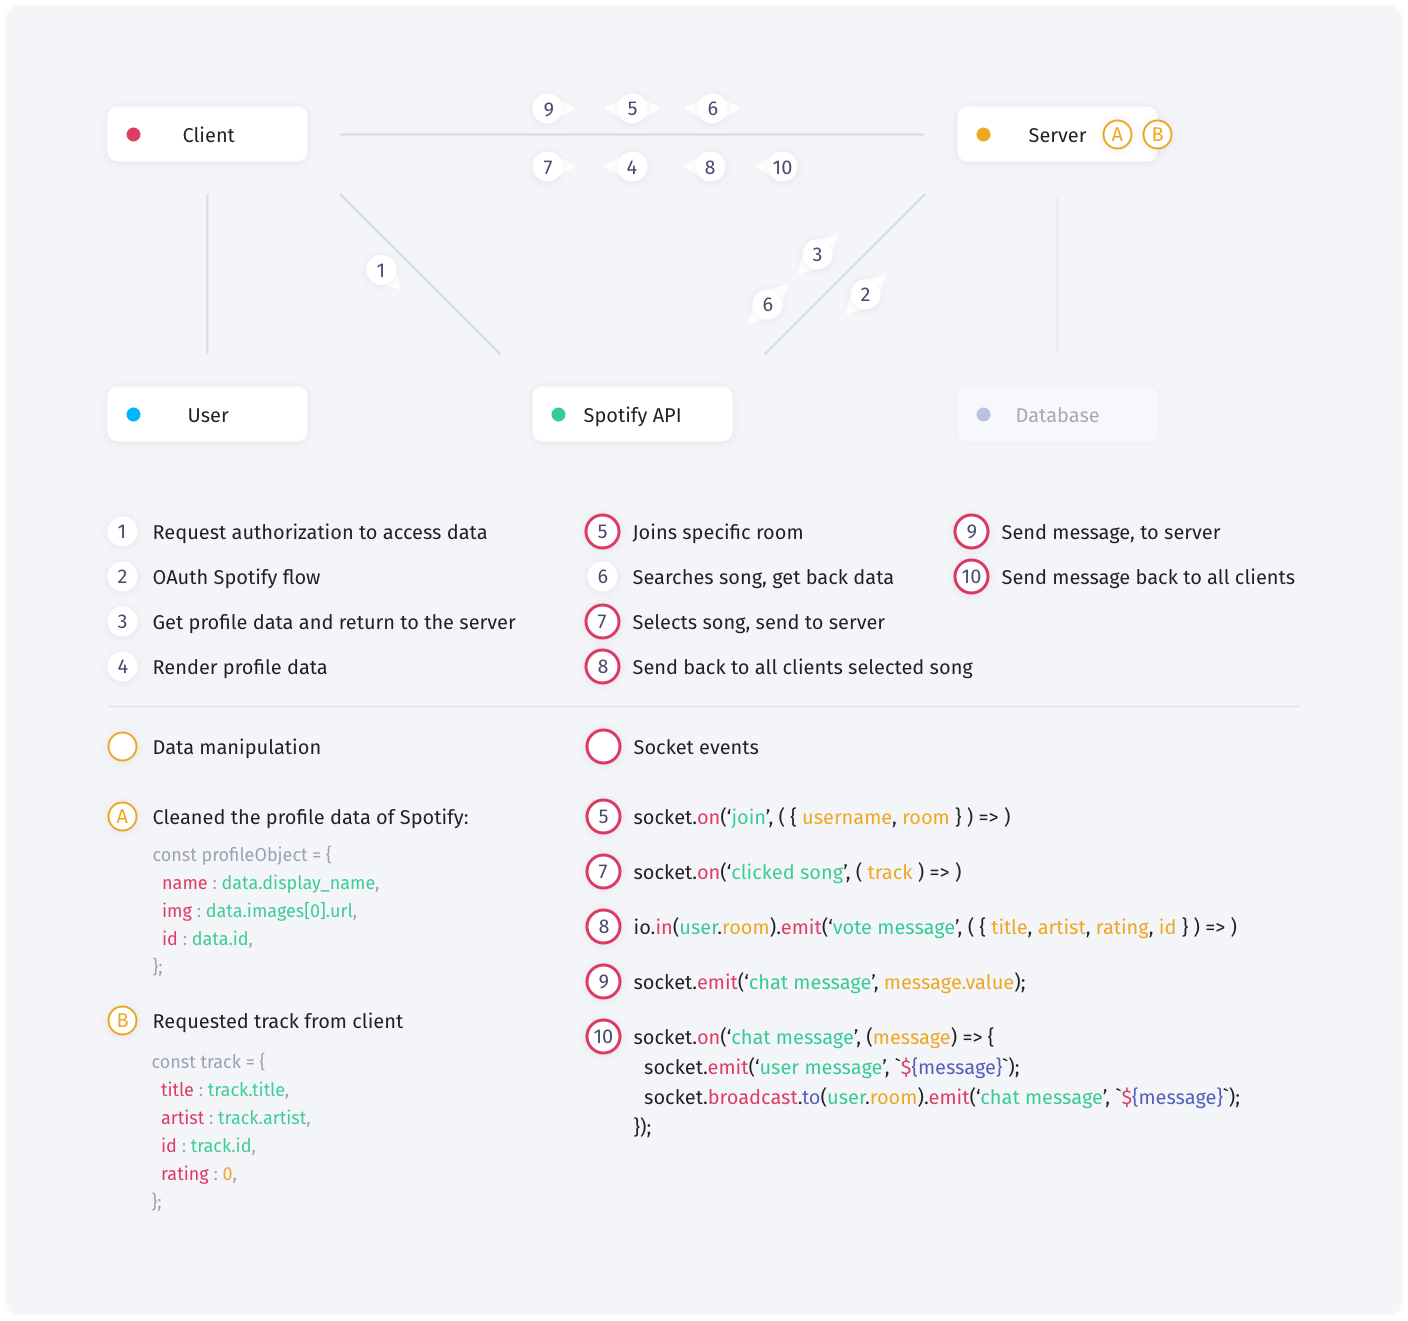 9 5 6
Client
Server A B
7 4 8 10
1
3
2
6
User
Spotify API
Database
1 Request authorization to access data
2 OAuth Spotify flow
3 Get profile data and return to the server
4 Render profile data
5 Joins specific room
6 Searches song, get back data
7 Selects song, send to server
8 Send back to all clients selected song
9 Send message, to server
10 Send message back to all clients
Data manipulation
A Cleaned the profile data of Spotify:
const profileObject = {
name : data.display_name,
img : data.images[0].url,
id : data.id,
};
B Requested track from client
const track = {
title : track.title,
artist : track.artist,
id : track.id,
rating : 0,
};
Socket events
5 socket.on(‘join’, ( { username, room } ) => )
7 socket.on(‘clicked song’, ( track ) => )
8 io.in(user.room).emit(‘vote message’, ( { title, artist, rating, id } ) => )
9 socket.emit(‘chat message’, message.value);
10 socket.on(‘chat message’, (message) => {
socket.emit(‘user message’, `${message}`);
socket.broadcast.to(user.room).emit(‘chat message’, `${message}`);
});